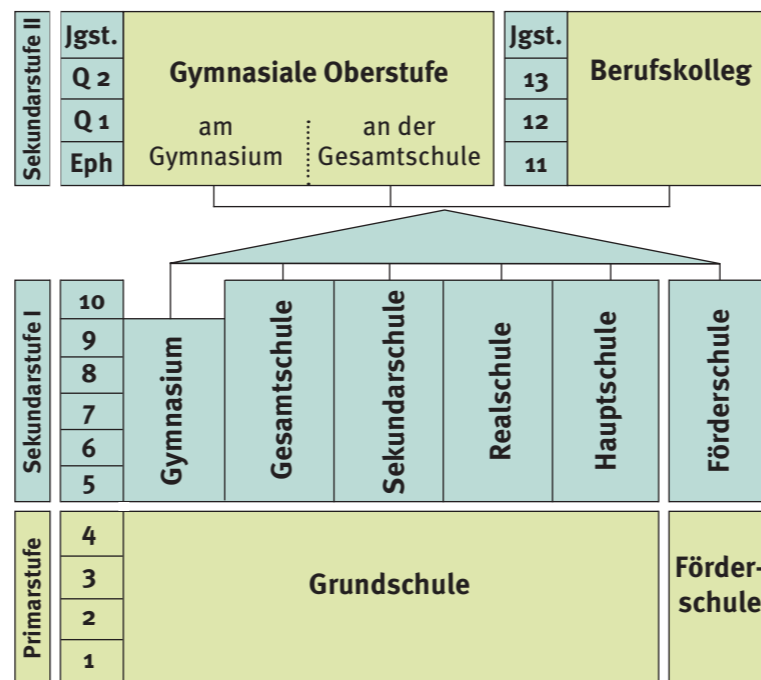 Sekundarstufe II
Jgst.
Q 2
Q 1
Eph
Gymnasiale Oberstufe
am
Gymnasium
an der
Gesamtschule
Jgst.
13
12
11
Berufskolleg
Sekundarstufe I
10
9
8
7
6
5
Gymnasium
Gesamtschule
Sekundarschule
Realschule
Hauptschule
Förderschule
Primarstufe
4
3
2
1
Grundschule
Förder-
schule